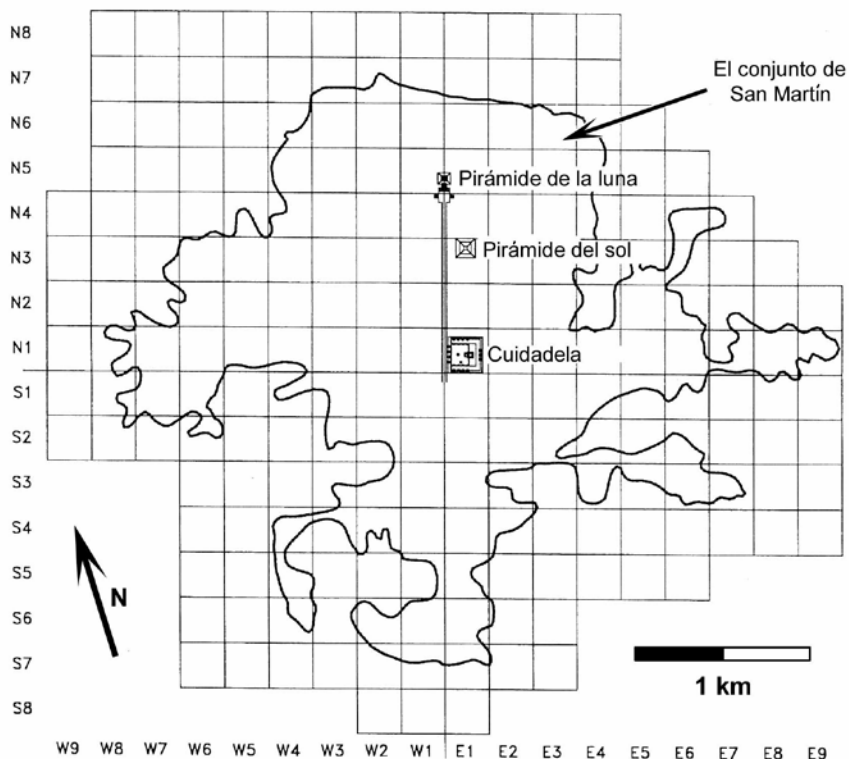 N8
N7
El conjunto de
San Martín
N6
N5
Pirámide de la luna
N4
N3
Pirámide del sol
N2
N1
Cuidadela
S1
S2
S3
S4
S5
N
S6
S7
1 km
S8
W9 W8 W7 W6 W5 W4 W3 W2 W1 E1 E2 E3 E4 E5 E6 E7 E8 E9